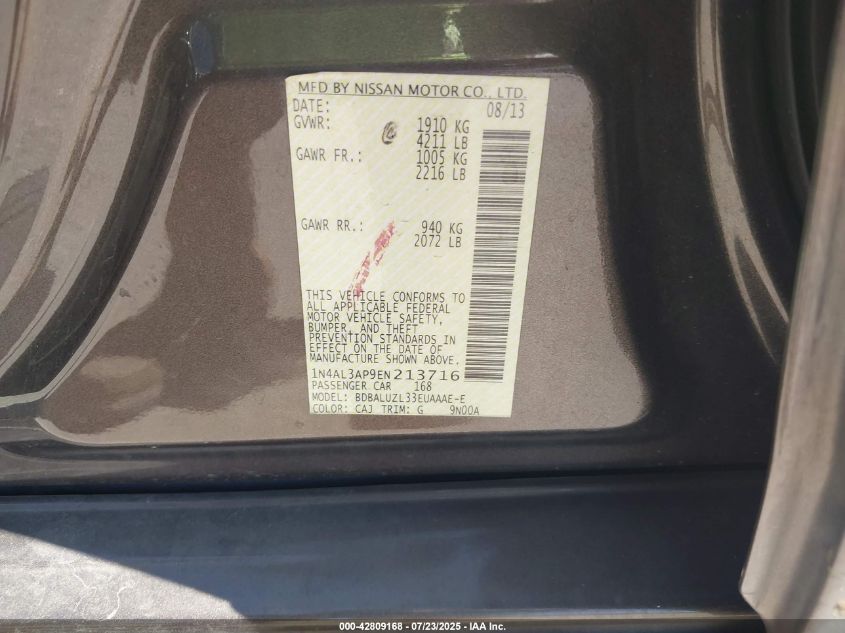 MFD BY NISSAN MOTOR CO., LTD.
DATE: 08/13
GVWR: 1910 KG
4211 LB
GAWR FR.: 1005 KG
2216 LB
GAWR RR.: 940 KG
2072 LB
THIS VEHICLE CONFORMS TO
ALL APPLICABLE FEDERAL
MOTOR VEHICLE SAFETY,
BUMPER, AND THEFT
PREVENTION STANDARDS IN
EFFECT ON THE DATE OF
MANUFACTURE SHOWN ABOVE.
1N4AL3AP9EN213716
PASSENGER CAR 168
MODEL: BDBALUZL33EUAAAE-E
COLOR: CAJ TRIM: G 9N00A
000-42809168 | 07/23/2025 - IAA Inc.